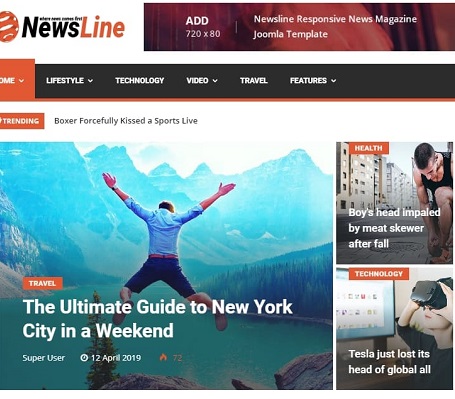 where news comes first
NewsLine
ADD
720 x 80
Newsline Responsive News Magazine
Joomla Template
OME
LIFESTYLE
TECHNOLOGY
VIDEO
TRAVEL
FEATURES
TRENDING
Boxer Forcefully Kissed a Sports Live
TRAVEL
The Ultimate Guide to New York
City in a Weekend
Super User
12 April 2019
72
HEALTH
Boy's head impaled
by meat skewer
after fall
TECHNOLOGY
Tesla just lost its
head of global all